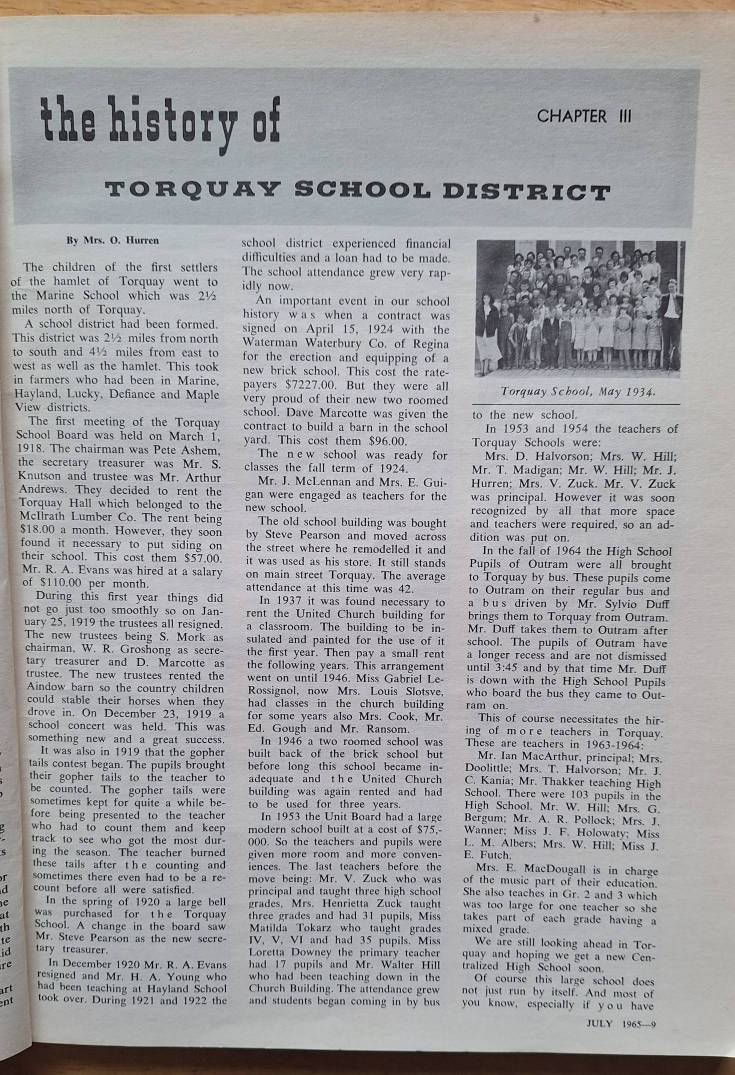 the history of
CHAPTER III
TORQUAY SCHOOL DISTRICT
By Mrs. O. Hurren
The children of the first settlers
of the hamlet of Torquay went to
the Marine School which was 2½
miles north of Torquay.
A school district had been formed.
This district was 2½ miles from north
to south and 4½ miles from east to
west as well as the hamlet. This took
in farmers who had been in Marine,
Hayland, Lucky, Defiance and Maple
View districts.
The first meeting of the Torquay
School Board was held on March 1,
1918. The chairman was Pete Ashem,
the secretary treasurer was Mr. S.
Knutson and trustee was Mr. Arthur
Andrews. They decided to rent the
Torquay Hall which belonged to the
McIlrath Lumber Co. The rent being
$18.00 a month. However, they soon
found it necessary to put siding on
their school. This cost them $57.00.
Mr. R. A. Evans was hired at a salary
of $110.00 per month.
During this first year things did
not go just too smoothly so on Jan-
uary 25, 1919 the trustees all resigned.
The new trustees being S. Mork as
chairman, W. R. Groshong as secre-
tary treasurer and D. Marcotte as
trustee. The new trustees rented the
Aindow barn so the country children
could stable their horses when they
drove in. On December 23, 1919 a
school concert was held. This was
something new and a great success.
It was also in 1919 that the gopher
tails contest began. The pupils brought
their gopher tails to the teacher to
be counted. The gopher tails were
sometimes kept for quite a while be-
fore being presented to the teacher
who had to count them and keep
track to see who got the most dur-
ing the season. The teacher burned
these tails after the counting and
sometimes there even had to be a re-
count before all were satisfied.
In the spring of 1920 a large bell
was purchased for the Torquay
School. A change in the board saw
Mr. Steve Pearson as the new secre-
tary treasurer.
In December 1920 Mr. R. A. Evans
resigned and Mr. H. A. Young who
had been teaching at Hayland School
took over. During 1921 and 1922 the
school district experienced financial
difficulties and a loan had to be made.
The school attendance grew very rap-
idly now.
An important event in our school
history was when a contract was
signed on April 15, 1924 with the
Waterman Waterbury Co. of Regina
for the erection and equipping of a
new brick school. This cost the rate-
payers $7227.00. But they were all
very proud of their new two roomed
school. Dave Marcotte was given the
contract to build a barn in the school
yard. This cost them $96.00.
The new school was ready for
classes the fall term of 1924.
Mr. J. McLennan and Mrs. E. Gui-
gan were engaged as teachers for the
new school.
The old school building was bought
by Steve Pearson and moved across
the street where he remodelled it and
it was used as his store. It still stands
on main street Torquay. The average
attendance at this time was 42.
In 1937 it was found necessary to
rent the United Church building for
a classroom. The building to be in-
sulated and painted for the use of it
the first year. Then pay a small rent
the following years. This arrangement
went on until 1946. Miss Gabriel Le-
Rossignol, now Mrs. Louis Slotsve,
had classes in the church building
for some years also Mrs. Cook, Mr.
Ed. Gough and Mr. Ransom.
In 1946 a two roomed school was
built back of the brick school but
before long this school became in-
adequate and the United Church
building was again rented and had
to be used for three years.
In 1953 the Unit Board had a large
modern school built at a cost of $75,-
000. So the teachers and pupils were
given more room and more conven-
iences. The last teachers before the
move being: Mr. V. Zuck who was
principal and taught three high school
grades, Mrs. Henrietta Zuck taught
three grades and had 31 pupils, Miss
Matilda Tokarz who taught grades
IV, V, VI and had 35 pupils. Miss
Loretta Downey the primary teacher
had 17 pupils and Mr. Walter Hill
who had been teaching down in the
Church Building. The attendance grew
and students began coming in by bus
Torquay School, May 1934.
to the new school.
In 1953 and 1954 the teachers of
Torquay Schools were:
Mrs. D. Halvorson; Mrs. W. Hill;
Mr. T. Madigan; Mr. W. Hill; Mr. J.
Hurren; Mrs. V. Zuck. Mr. V. Zuck
was principal. However it was soon
recognized by all that more space
and teachers were required, so an ad-
dition was put on.
In the fall of 1964 the High School
Pupils of Outram were all brought
to Torquay by bus. These pupils come
to Outram on their regular bus and
a bus driven by Mr. Sylvio Duff
brings them to Torquay from Outram.
Mr. Duff takes them to Outram after
school. The pupils of Outram have
a longer recess and are not dismissed
until 3:45 and by that time Mr. Duff
is down with the High School Pupils
who board the bus they came to Out-
ram on.
This of course necessitates the hir-
ing of more teachers in Torquay.
These are teachers in 1963-1964:
Mr. Ian MacArthur, principal; Mrs.
Doolittle; Mrs. T. Halvorson; Mr. J.
C. Kania; Mr. Thakker teaching High
School. There were 103 pupils in the
High School. Mr. W. Hill; Mrs. G.
Bergum; Mr. A. R. Pollock; Mrs. J.
Wanner; Miss J. F. Holowaty; Miss
L. M. Albers; Mrs. W. Hill; Miss J.
E. Futch.
Mrs. E. MacDougall is in charge
of the music part of their education.
She also teaches in Gr. 2 and 3 which
was too large for one teacher so she
takes part of each grade having a
mixed grade.
We are still looking ahead in Tor-
quay and hoping we get a new Cen-
tralized High School soon.
Of course this large school does
not just run by itself. And most of
you know, especially if you have
JULY 1965—9